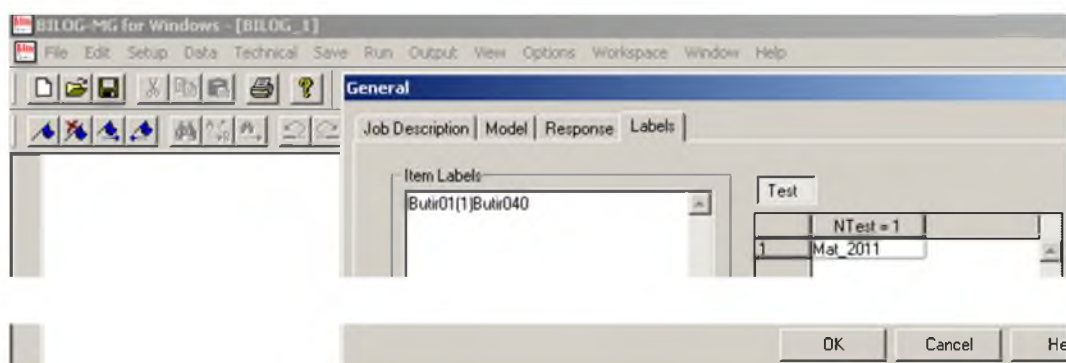 BILOG-MG for Windows - [BILOG_1]
File Edit Setup Data Technical Save Run Output View Options Workspace Window Help
General
Job Description Model Response Labels
Item Labels
Butir01(1)Butir040
Test
NTest = 1
1 Mat_2011
OK Cancel He